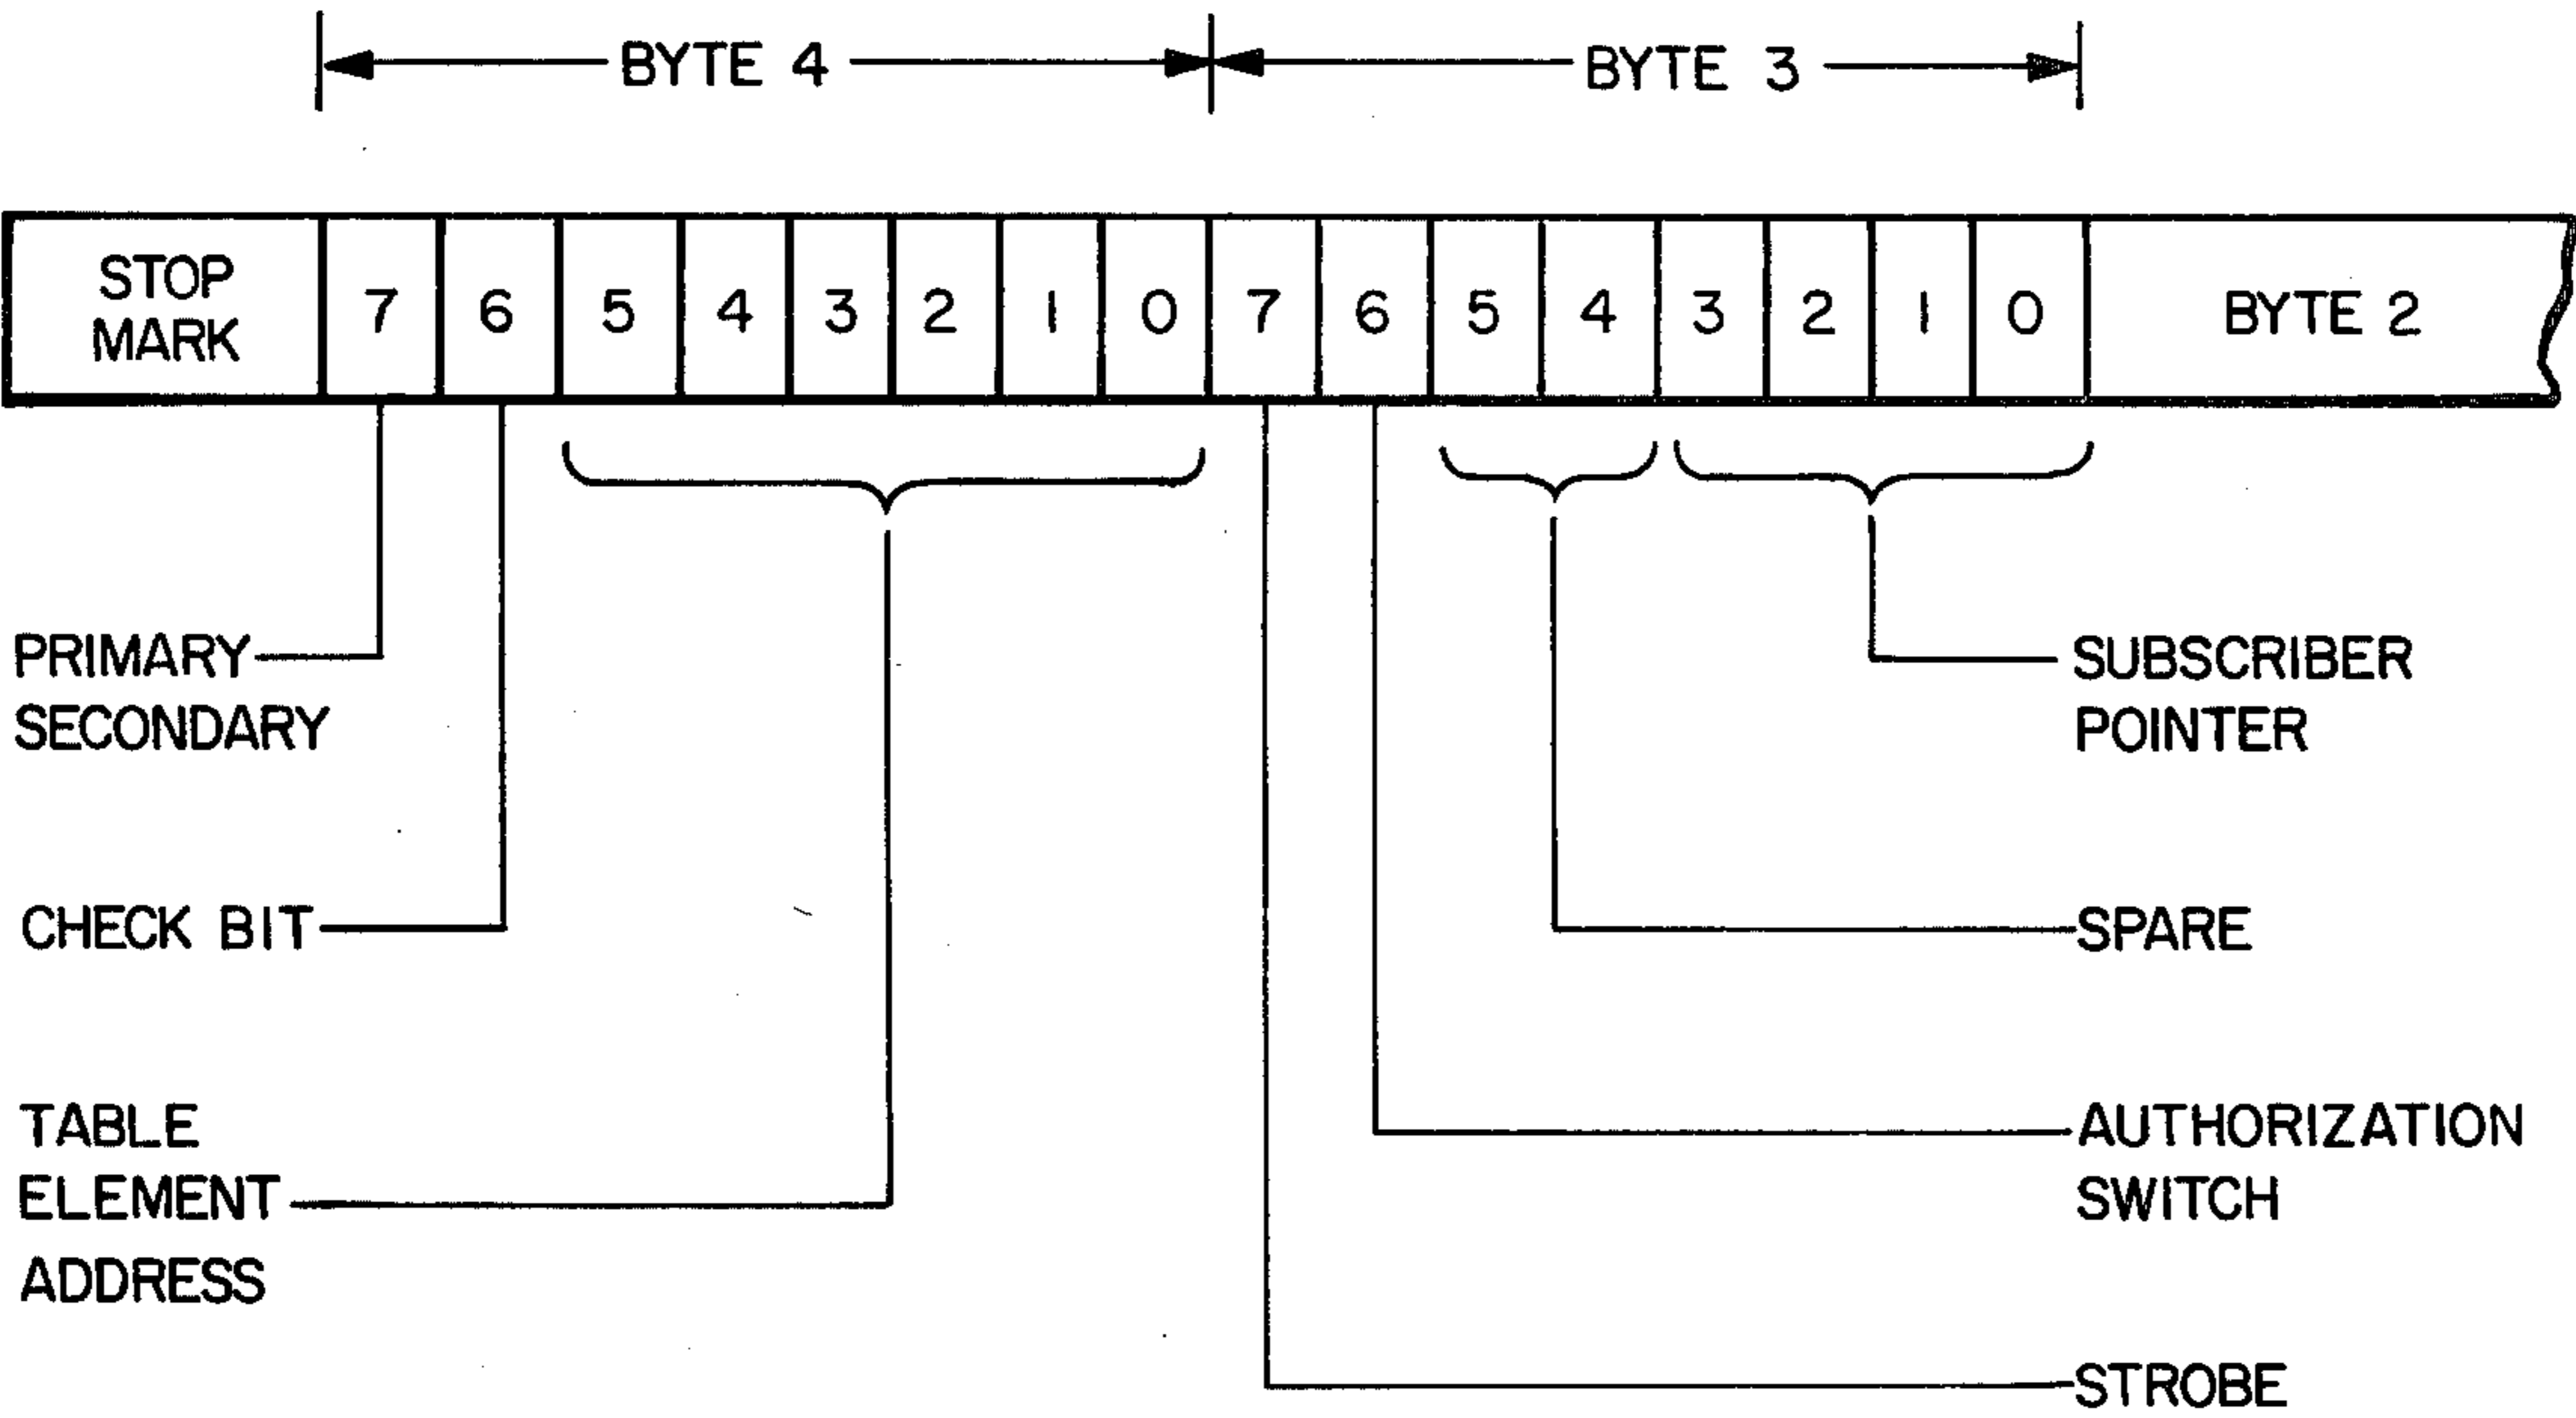 BYTE 4 BYTE 3
STOP
MARK
7 6 5 4 3 2 1 0 7 6 5 4 3 2 1 0 BYTE 2
PRIMARY
SECONDARY
SUBSCRIBER
POINTER
CHECK BIT
SPARE
TABLE
ELEMENT
ADDRESS
AUTHORIZATION
SWITCH
STROBE